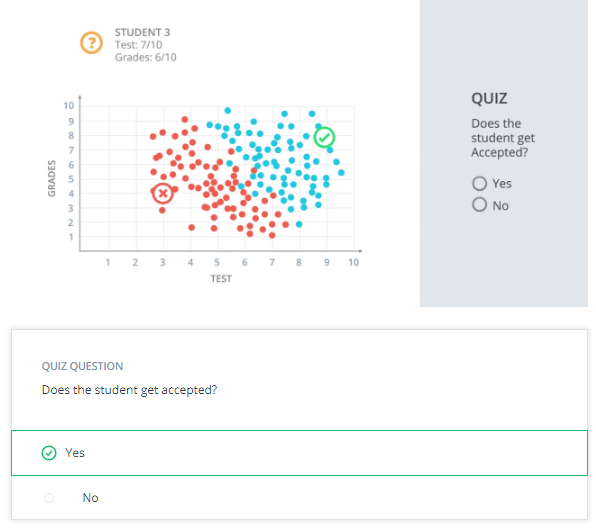 STUDENT 3
Test: 7/10
Grades: 6/10
10
9
8
7
6
5
4
3
2
1
GRADES
1 2 3 4 5 6 7 8 9 10
TEST
QUIZ
Does the
student get
Accepted?
Yes
No
QUIZ QUESTION
Does the student get accepted?
Yes
No